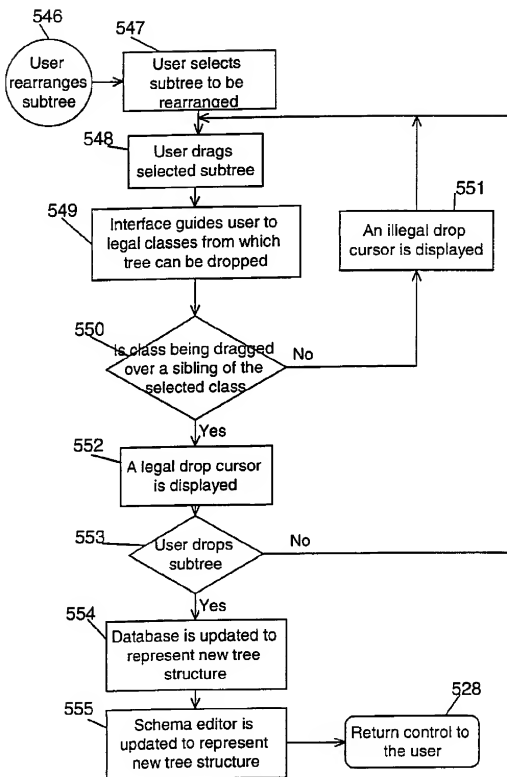 546
User
rearranges
subtree
547
User selects
subtree to be
rearranged
548
User drags
selected subtree
549
Interface guides user to
legal classes from which
tree can be dropped
551
An illegal drop
cursor is displayed
550
Is class being dragged
over a sibling of the
selected class
No
Yes
552
A legal drop cursor
is displayed
553
User drops
subtree
No
Yes
554
Database is updated to
represent new tree
structure
555
Schema editor is
updated to represent
new tree structure
528
Return control to
the user